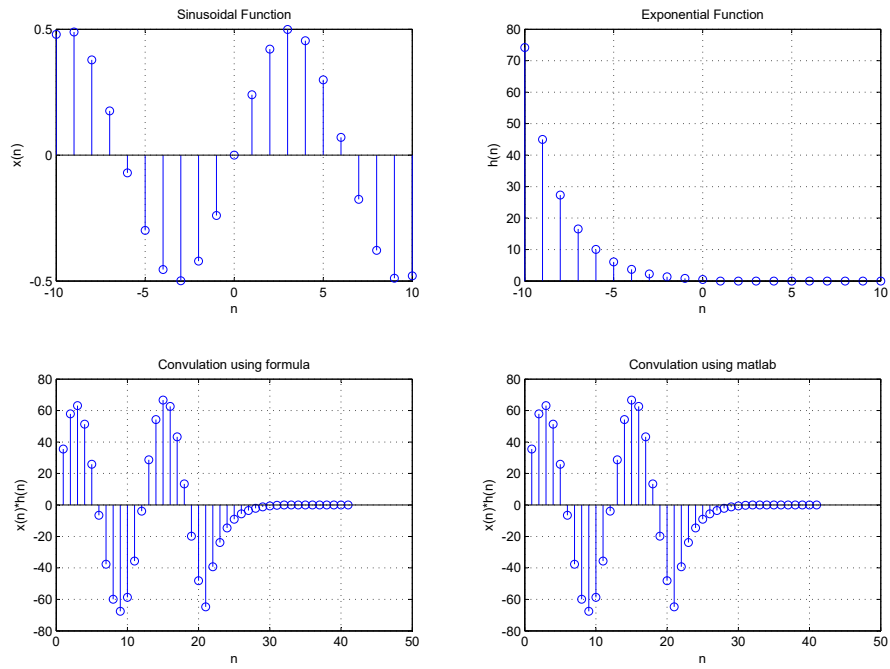 Sinusoidal Function
0.5
0
-0.5
x(n)
-10 -5 0 5 10
n
Exponential Function
80
70
60
50
40
30
20
10
0
h(n)
-10 -5 0 5 10
n
Convulation using formula
80
60
40
20
0
-20
-40
-60
-80
x(n)*h(n)
0 10 20 30 40 50
n
Convulation using matlab
80
60
40
20
0
-20
-40
-60
-80
x(n)*h(n)
0 10 20 30 40 50
n